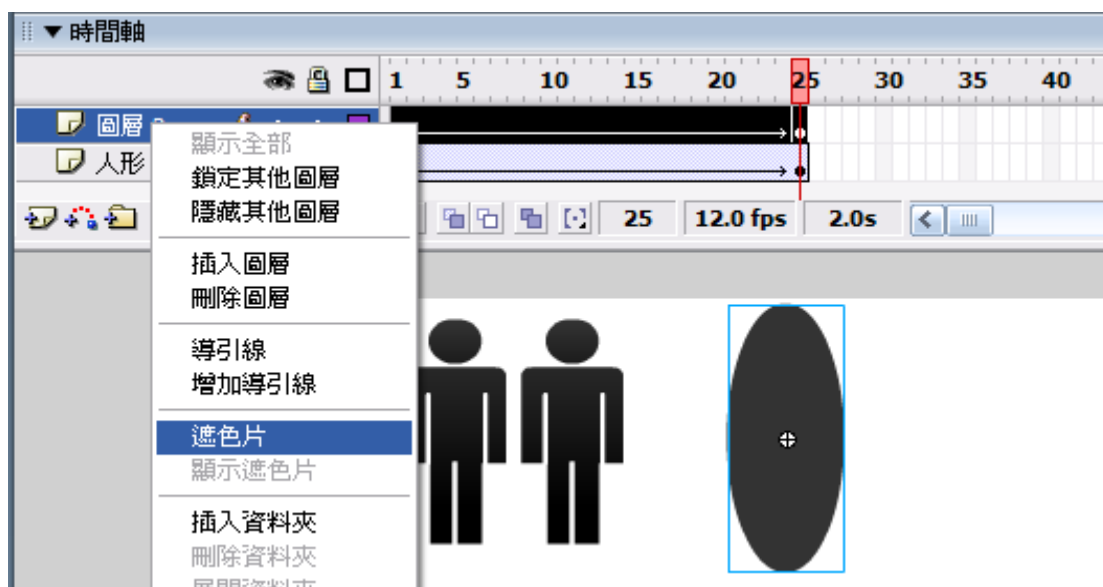 時間軸
1 5 10 15 20 25 30 35 40
圖層
人形
25 12.0 fps 2.0s
顯示全部
鎖定其他圖層
隱藏其他圖層
插入圖層
刪除圖層
導引線
增加導引線
遮色片
顯示遮色片
插入資料夾
刪除資料夾